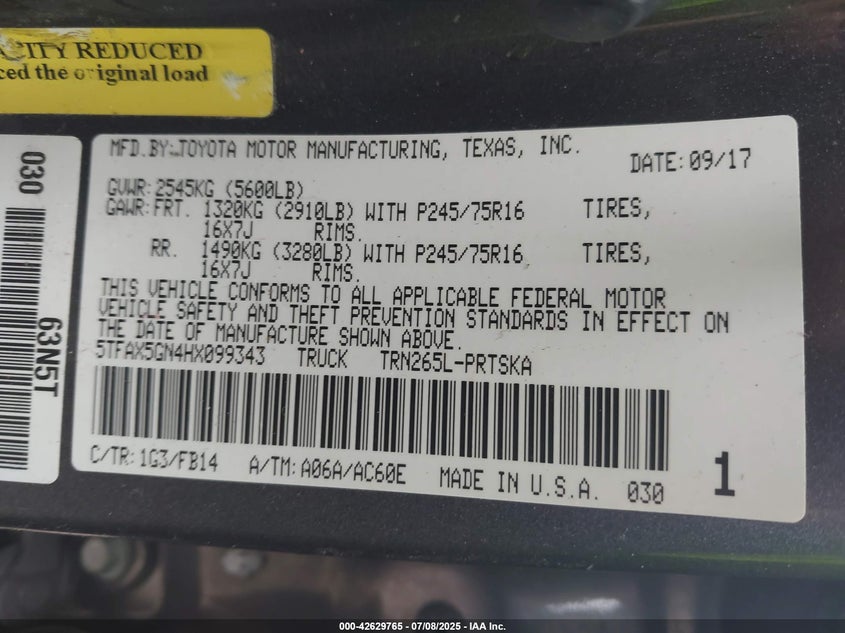 ACITY REDUCED
ced the original load
030
63N5T
MFD.BY:TOYOTA MOTOR MANUFACTURING, TEXAS, INC. DATE:09/17
GVWR:2545KG (5600LB)
GAWR:FRT. 1320KG (2910LB) WITH P245/75R16 TIRES,
16X7J RIMS.
RR. 1490KG (3280LB) WITH P245/75R16 TIRES,
16X7J RIMS.
THIS VEHICLE CONFORMS TO ALL APPLICABLE FEDERAL MOTOR
VEHICLE SAFETY AND THEFT PREVENTION STANDARDS IN EFFECT ON
THE DATE OF MANUFACTURE SHOWN ABOVE.
5TFAX5GN4HX099343 TRUCK TRN265L-PRTSKA
C/TR:1G3/FB14 A/TM:A06A/AC60E MADE IN U.S.A. 030 1
000-42629765 - 07/08/2025 - IAA Inc.